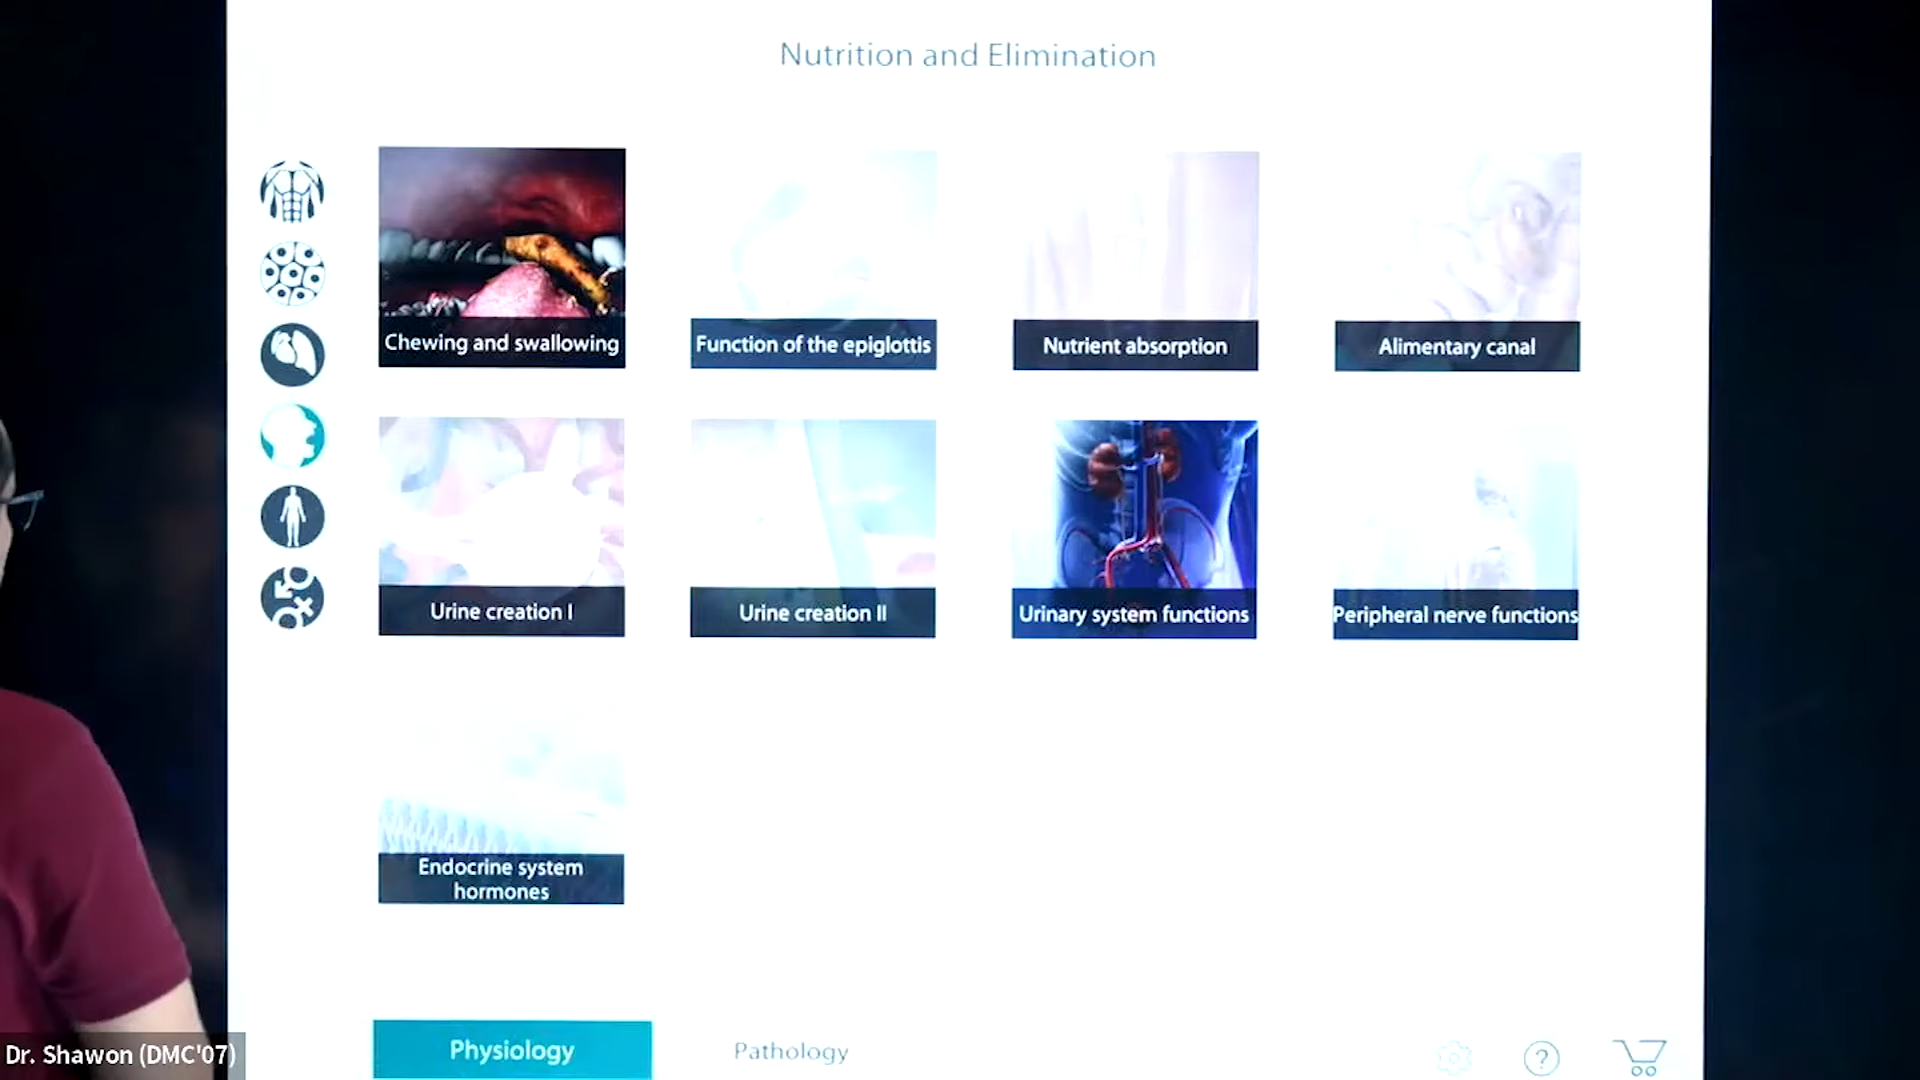 Nutrition and Elimination
Chewing and swallowing
Function of the epiglottis
Nutrient absorption
Alimentary canal
Urine creation I
Urine creation II
Urinary system functions
Peripheral nerve functions
Endocrine system
hormones
Physiology
Pathology
?
Dr. Shawon (DMC'07)